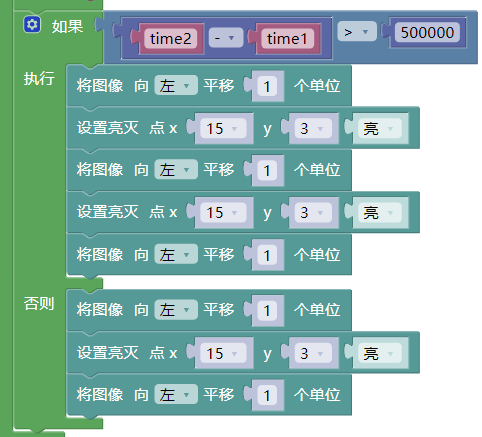 如果 time2 - time1 > 500000
执行 将图像 向 左 平移 1 个单位
设置亮灭 点 x 15 y 3 亮
将图像 向 左 平移 1 个单位
设置亮灭 点 x 15 y 3 亮
将图像 向 左 平移 1 个单位
否则 将图像 向 左 平移 1 个单位
设置亮灭 点 x 15 y 3 亮
将图像 向 左 平移 1 个单位